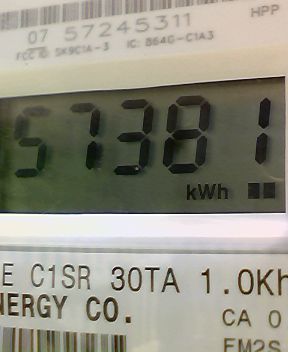 HPP
07 57245311
FCC ID: SK9C1A-3 IC: 864G-C1A3
57381
kWh
E C1SR 30TA 1.0Kh
NERGY CO.
CA 0
FM2S